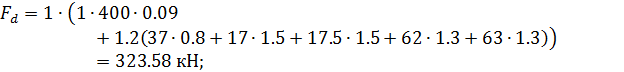 F_d = 1 · (1 · 400 · 0.09
+ 1.2(37 · 0.8 + 17 · 1.5 + 17.5 · 1.5 + 62 · 1.3 + 63 · 1.3))
= 323.58 кН;